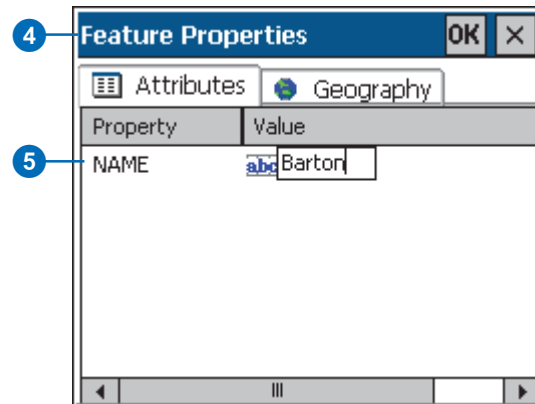 4 Feature Properties OK
Attributes Geography
Property Value
5 NAME abc Barton